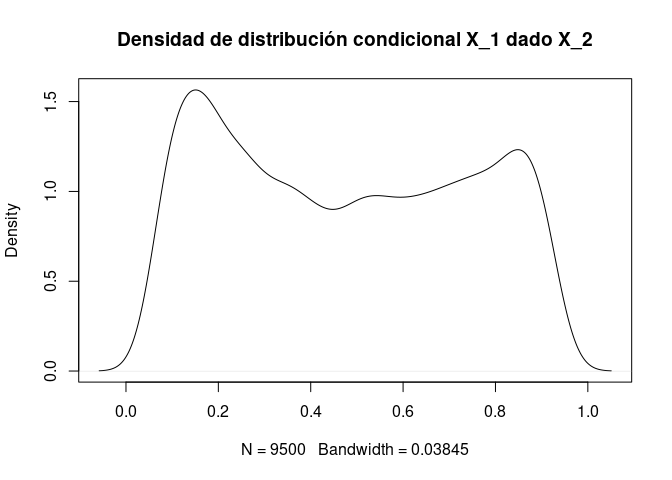 Densidad de distribución condicional X_1 dado X_2
Density
1.5
1.0
0.5
0.0
0.0 0.2 0.4 0.6 0.8 1.0
N = 9500 Bandwidth = 0.03845